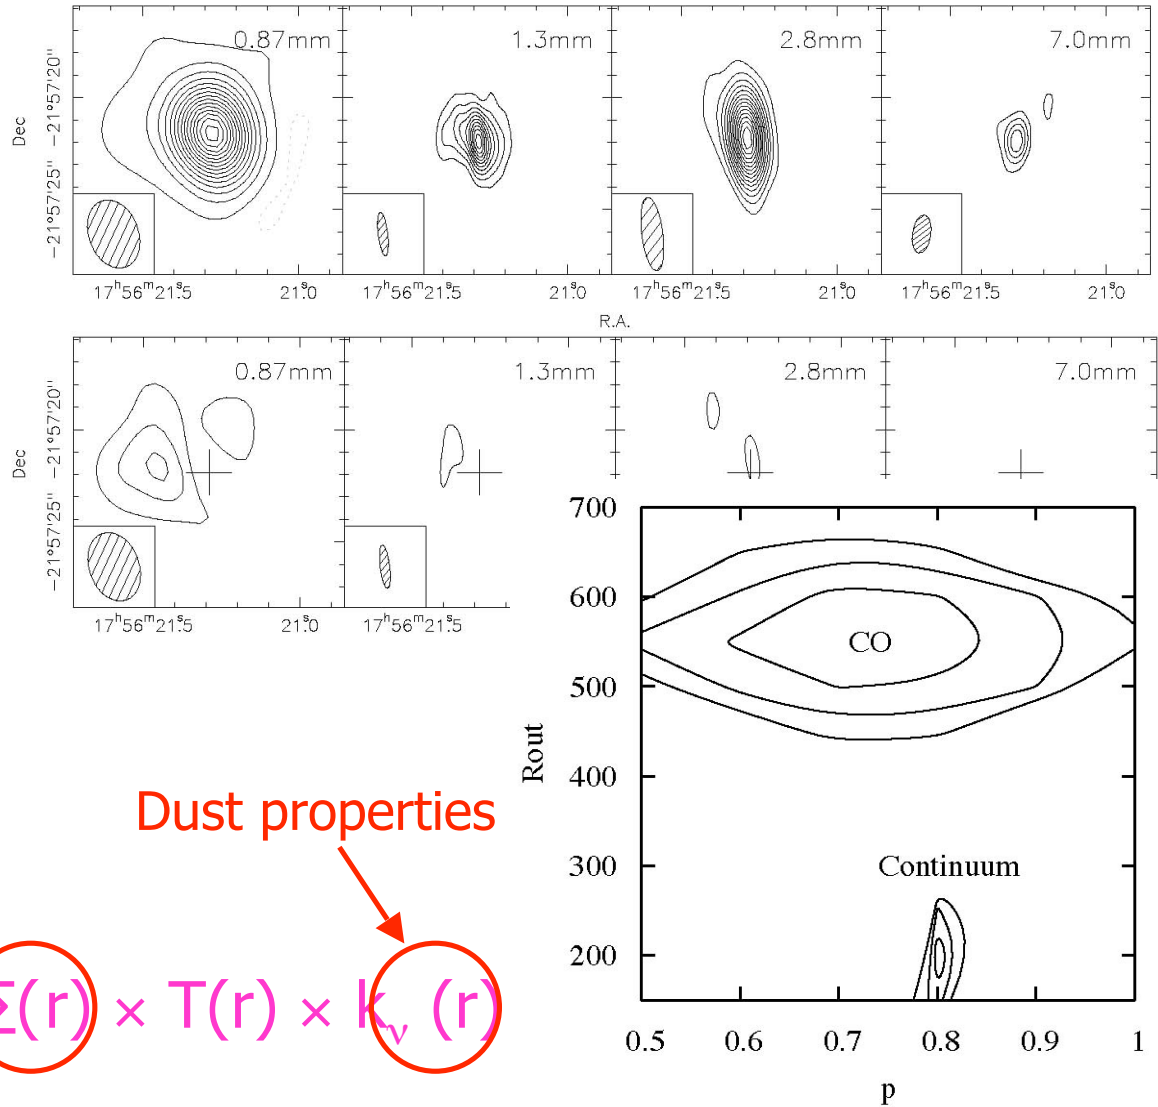 0.87mm 1.3mm 2.8mm 7.0mm
Dec
−21°57'20"
−21°57'25"
17ʰ56ᵐ21ˢ.5 21ˢ.0 17ʰ56ᵐ21ˢ.5 21ˢ.0 17ʰ56ᵐ21ˢ.5 21ˢ.0 17ʰ56ᵐ21ˢ.5 21ˢ.0
R.A.
0.87mm 1.3mm 2.8mm 7.0mm
Dec
−21°57'20"
−21°57'25"
17ʰ56ᵐ21ˢ.5 21ˢ.0 17ʰ56ᵐ21ˢ.5
700
600
500
400
300
200
Rout
CO
Continuum
0.5 0.6 0.7 0.8 0.9 1
p
Dust properties
Σ(r) × T(r) × kᵥ (r)